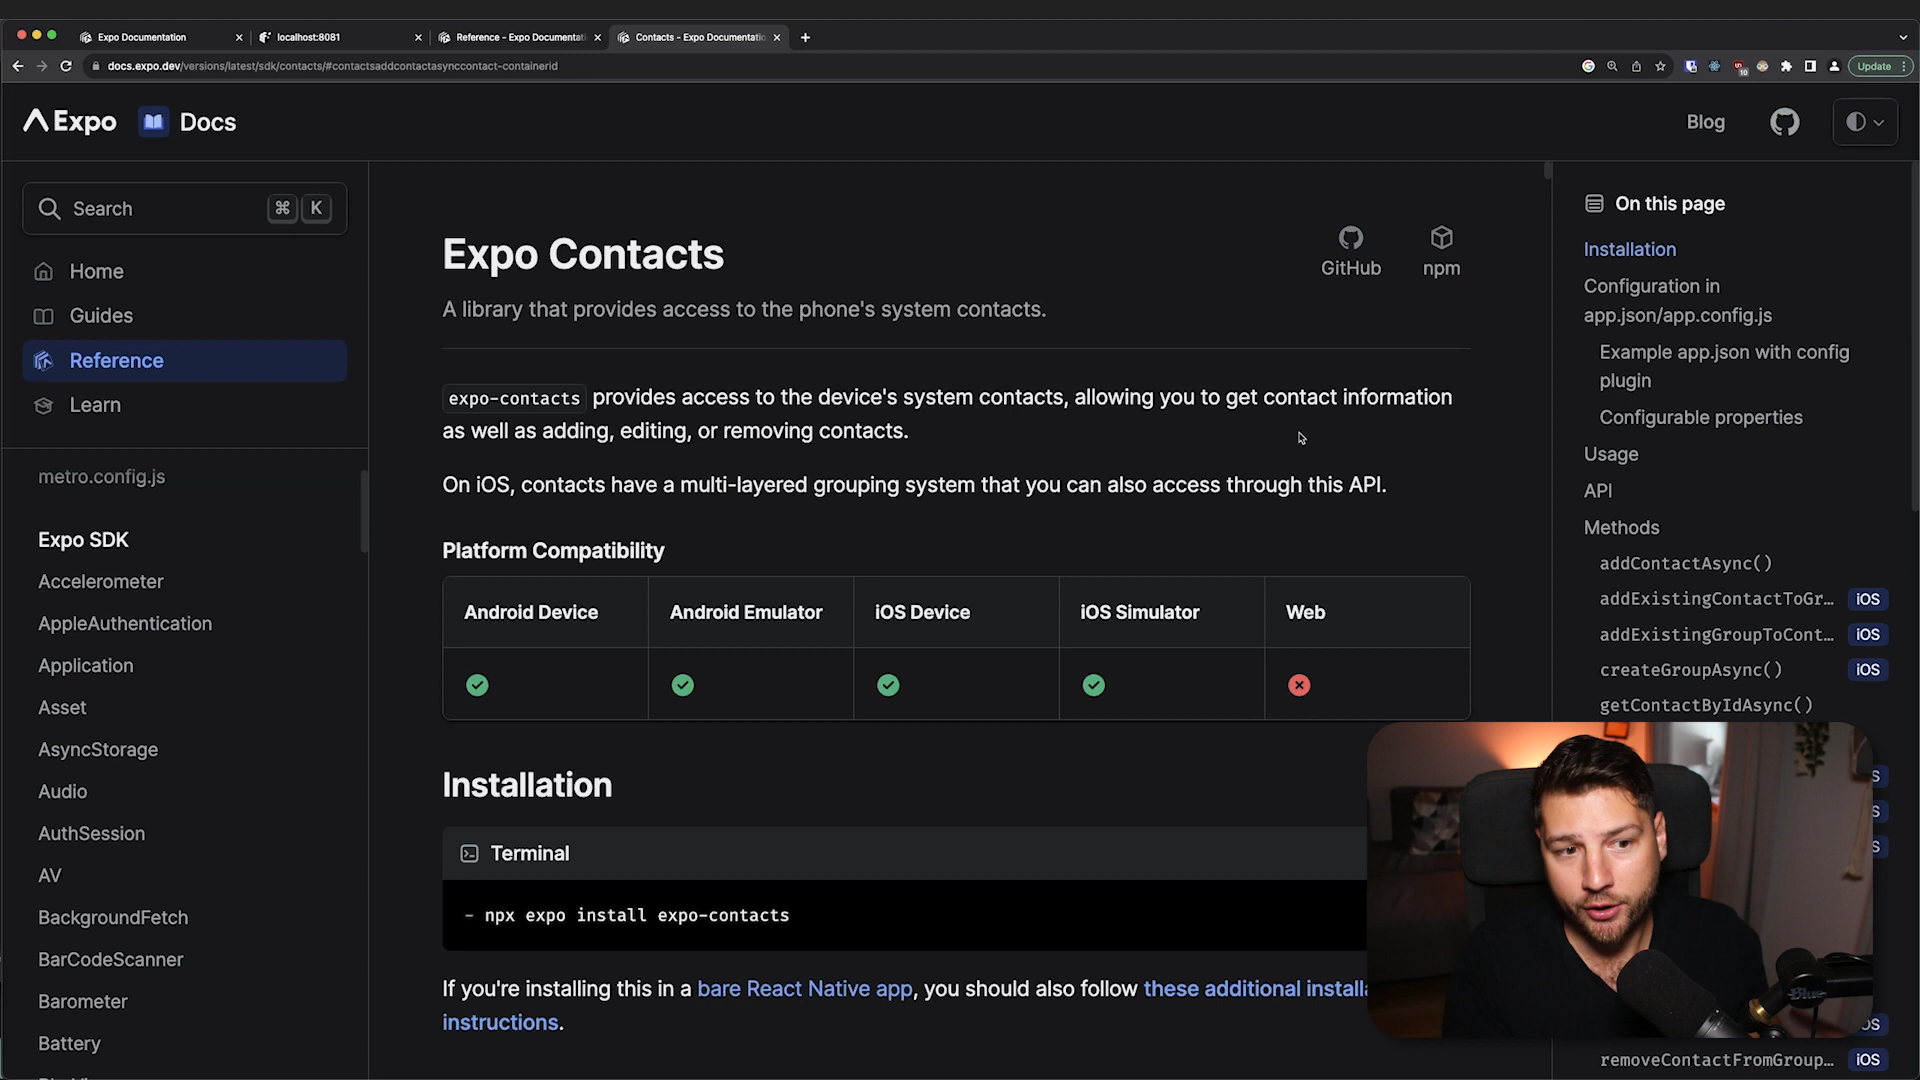 Expo Documentation
localhost:8081
Reference - Expo Documentati
Contacts - Expo Documentatio
docs.expo.dev/versions/latest/sdk/contacts/#contactsaddcontactasynccontact-containerid
10
Update
Expo
Docs
Blog
Search
⌘ K
Home
Guides
Reference
Learn
metro.config.js
Expo SDK
Accelerometer
AppleAuthentication
Application
Asset
AsyncStorage
Audio
AuthSession
AV
BackgroundFetch
BarCodeScanner
Barometer
Battery
Expo Contacts
GitHub
npm
A library that provides access to the phone's system contacts.
expo-contacts provides access to the device's system contacts, allowing you to get contact information
as well as adding, editing, or removing contacts.
On iOS, contacts have a multi-layered grouping system that you can also access through this API.
Platform Compatibility
Android Device
Android Emulator
iOS Device
iOS Simulator
Web
Installation
Terminal
- npx expo install expo-contacts
If you're installing this in a bare React Native app, you should also follow these additional installa
instructions.
On this page
Installation
Configuration in
app.json/app.config.js
Example app.json with config
plugin
Configurable properties
Usage
API
Methods
addContactAsync()
addExistingContactToGr… iOS
addExistingGroupToCont… iOS
createGroupAsync() iOS
getContactByIdAsync()
S
S
S
OS
removeContactFromGroup… iOS
Blue